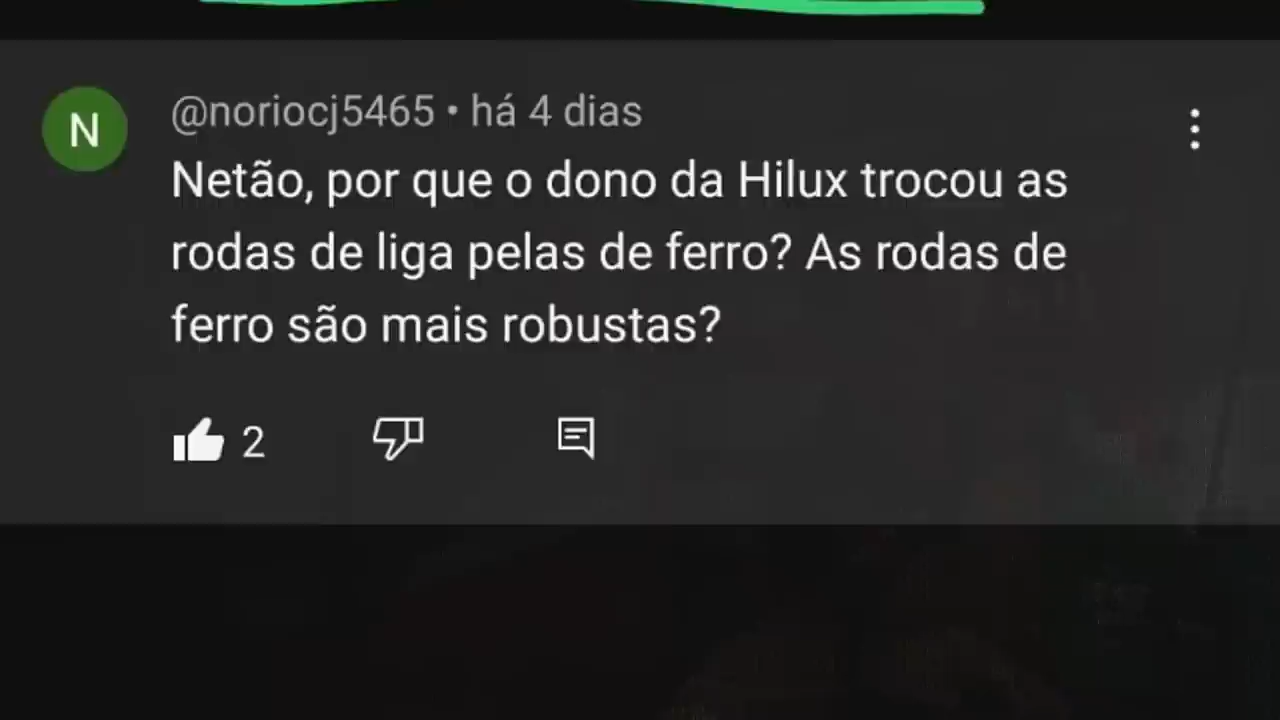 N
@noriocj5465 • há 4 dias
Netão, por que o dono da Hilux trocou as
rodas de liga pelas de ferro? As rodas de
ferro são mais robustas?
2